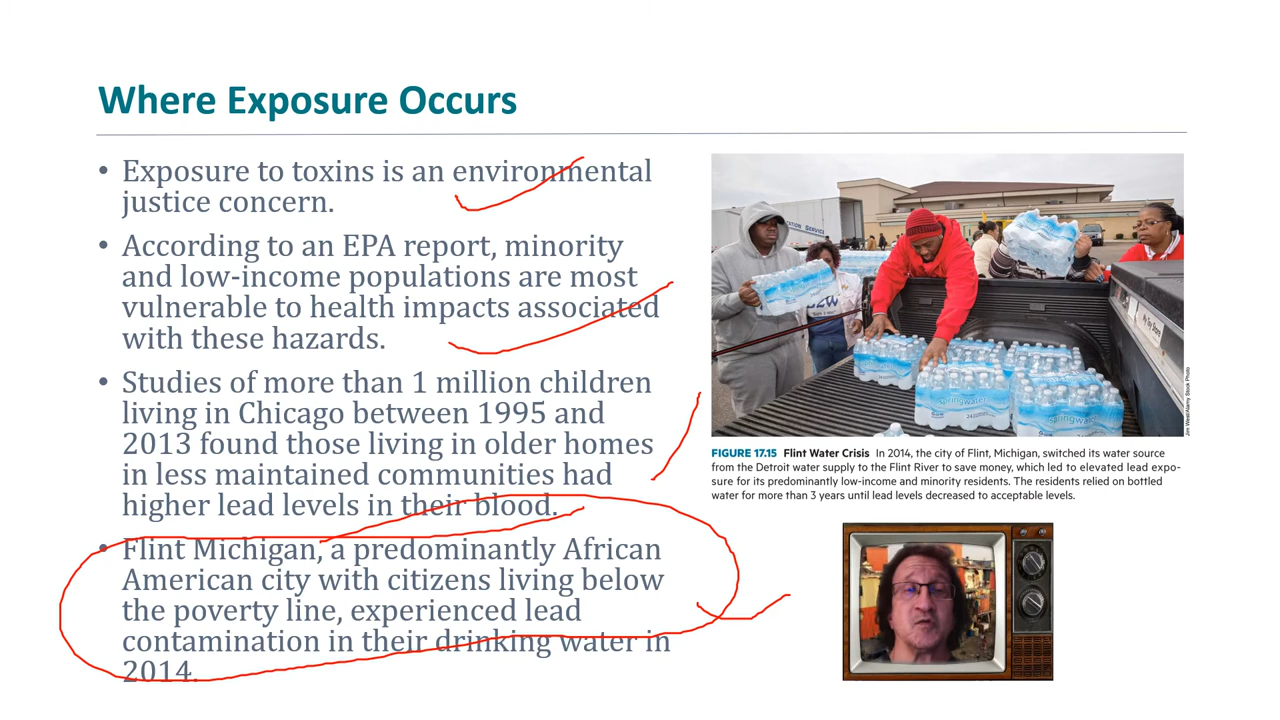 Where Exposure Occurs
• Exposure to toxins is an environmental
justice concern.
• According to an EPA report, minority
and low-income populations are most
vulnerable to health impacts associated
with these hazards.
• Studies of more than 1 million children
living in Chicago between 1995 and
2013 found those living in older homes
in less maintained communities had
higher lead levels in their blood.
• Flint Michigan, a predominantly African
American city with citizens living below
the poverty line, experienced lead
contamination in their drinking water in
2014.
springwater
FIGURE 17.15 Flint Water Crisis In 2014, the city of Flint, Michigan, switched its water source
from the Detroit water supply to the Flint River to save money, which led to elevated lead expo-
sure for its predominantly low-income and minority residents. The residents relied on bottled
water for more than 3 years until lead levels decreased to acceptable levels.
Jim West/Alamy Stock Photo